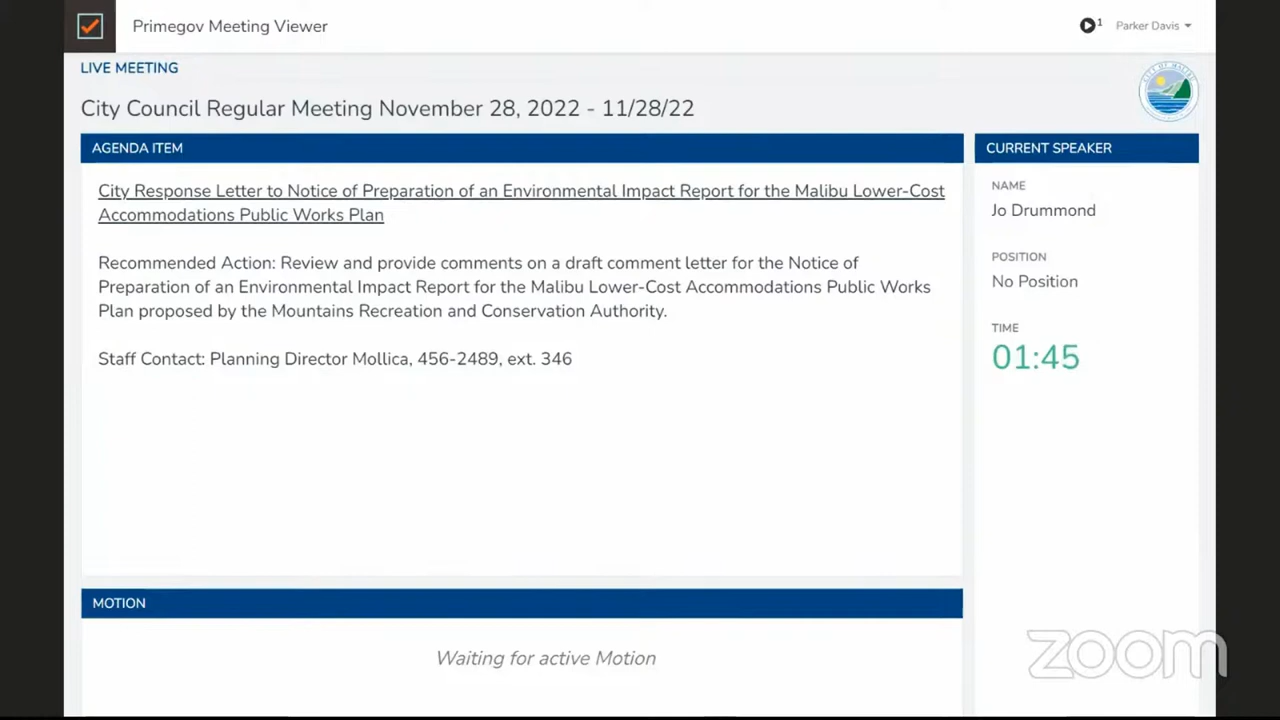 Primegov Meeting Viewer
1
Parker Davis
LIVE MEETING
City Council Regular Meeting November 28, 2022 - 11/28/22
AGENDA ITEM
City Response Letter to Notice of Preparation of an Environmental Impact Report for the Malibu Lower-Cost
Accommodations Public Works Plan
Recommended Action: Review and provide comments on a draft comment letter for the Notice of
Preparation of an Environmental Impact Report for the Malibu Lower-Cost Accommodations Public Works
Plan proposed by the Mountains Recreation and Conservation Authority.
Staff Contact: Planning Director Mollica, 456-2489, ext. 346
MOTION
Waiting for active Motion
CITY OF MALIBU
CURRENT SPEAKER
NAME
Jo Drummond
POSITION
No Position
TIME
01:45
zoom